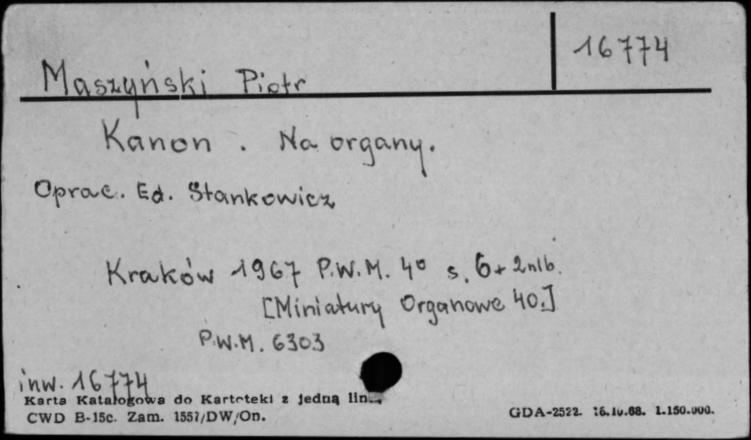 16774
Maszyński Piotr
Kanon. Na organy.
Oprac. Ed. Stankowicz
Kraków 1967 P.W.M. 4° s. 6+2nlb.
[Miniatury Organowe 40.]
P.W.M. 6303
inw. 16774
Karta Katalogowa do Kartoteki z jedną
CWD B-15c. Zam. 1557/DW/On.
GDA-2522. 16.10.68. 1.150.000.